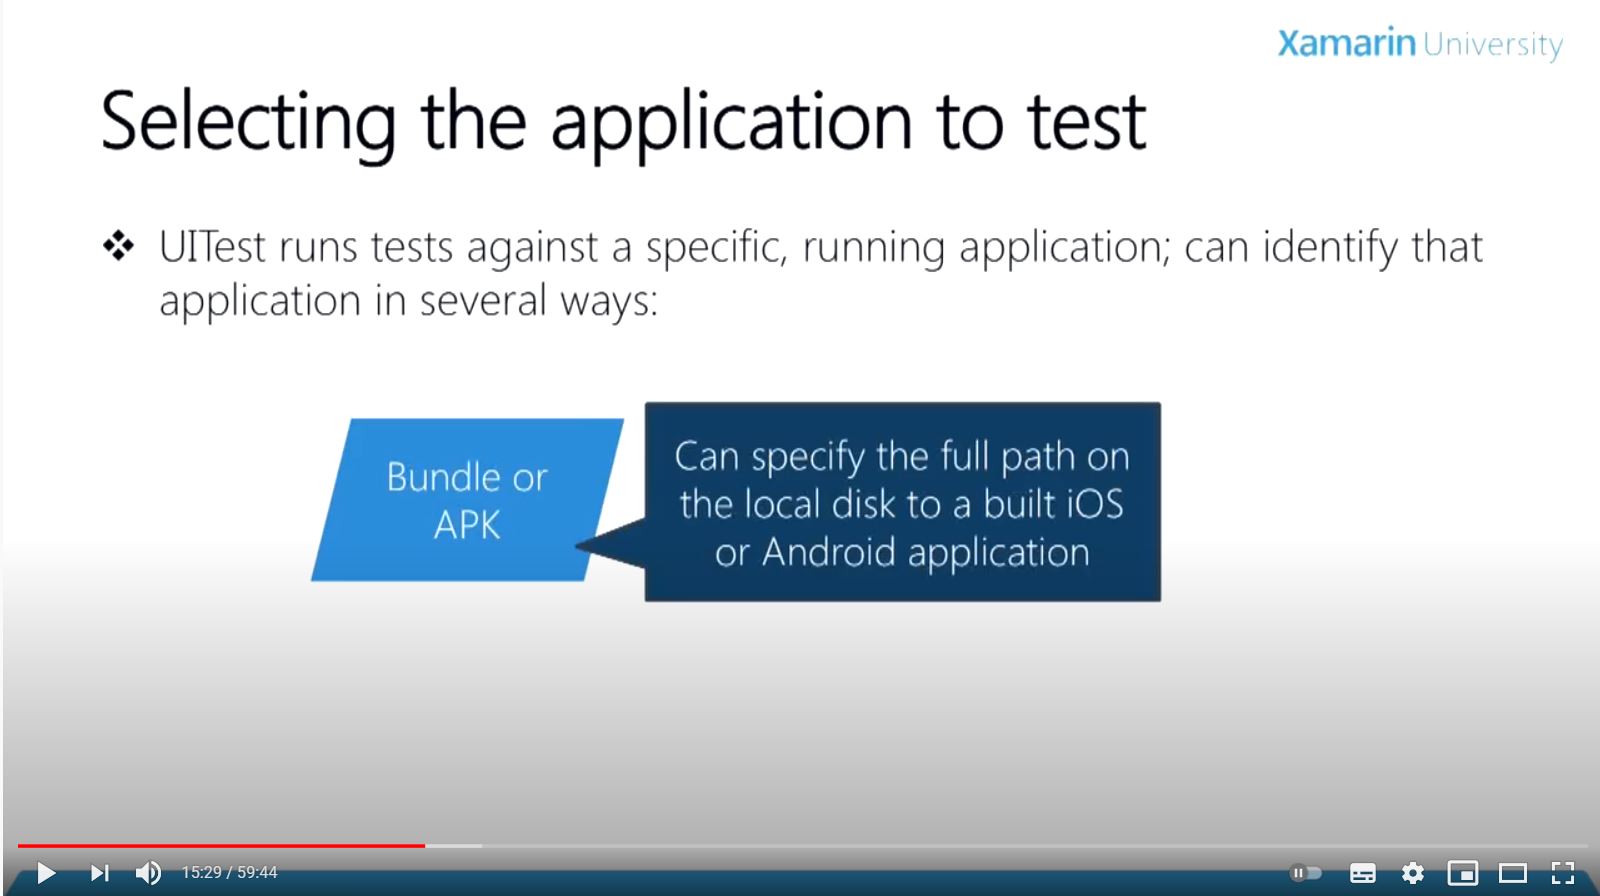 Xamarin University
Selecting the application to test
UITest runs tests against a specific, running application; can identify that
application in several ways:
Bundle or
APK
Can specify the full path on
the local disk to a built iOS
or Android application
15:29 / 59:44